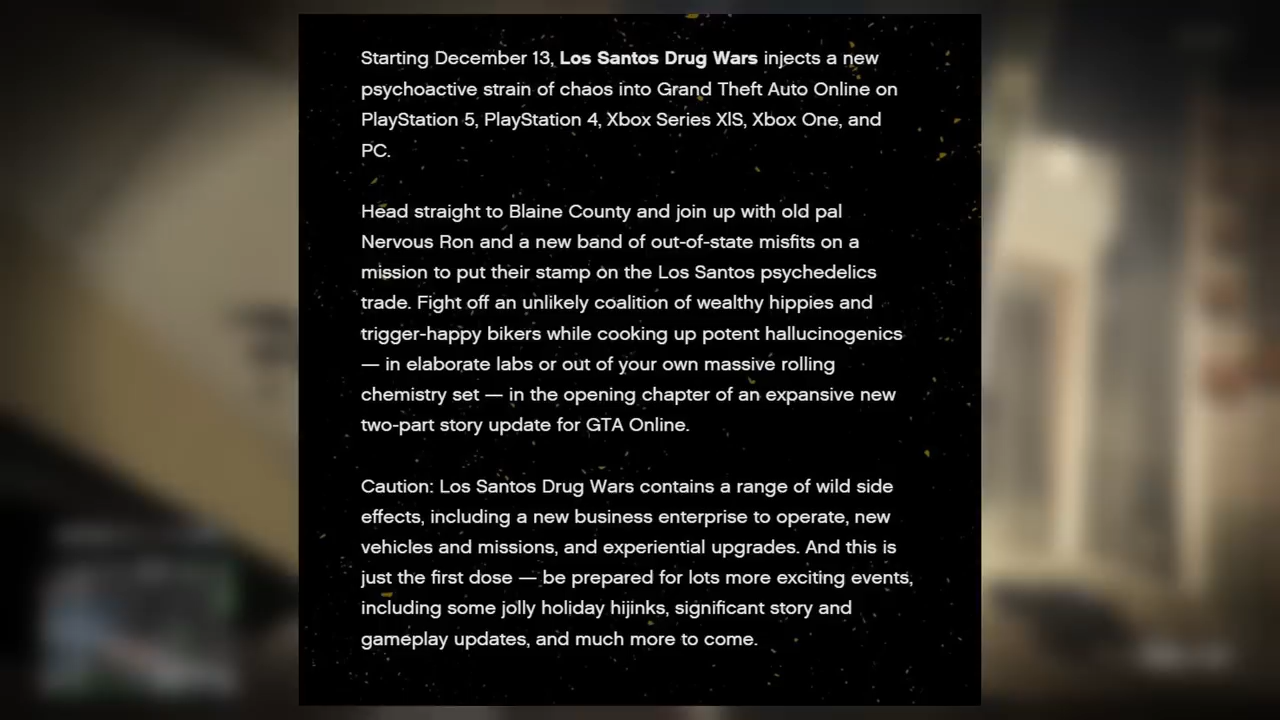 Starting December 13, Los Santos Drug Wars injects a new
psychoactive strain of chaos into Grand Theft Auto Online on
PlayStation 5, PlayStation 4, Xbox Series XlS, Xbox One, and
PC.
Head straight to Blaine County and join up with old pal
Nervous Ron and a new band of out-of-state misfits on a
mission to put their stamp on the Los Santos psychedelics
trade. Fight off an unlikely coalition of wealthy hippies and
trigger-happy bikers while cooking up potent hallucinogenics
— in elaborate labs or out of your own massive rolling
chemistry set — in the opening chapter of an expansive new
two-part story update for GTA Online.
Caution: Los Santos Drug Wars contains a range of wild side
effects, including a new business enterprise to operate, new
vehicles and missions, and experiential upgrades. And this is
just the first dose — be prepared for lots more exciting events,
including some jolly holiday hijinks, significant story and
gameplay updates, and much more to come.